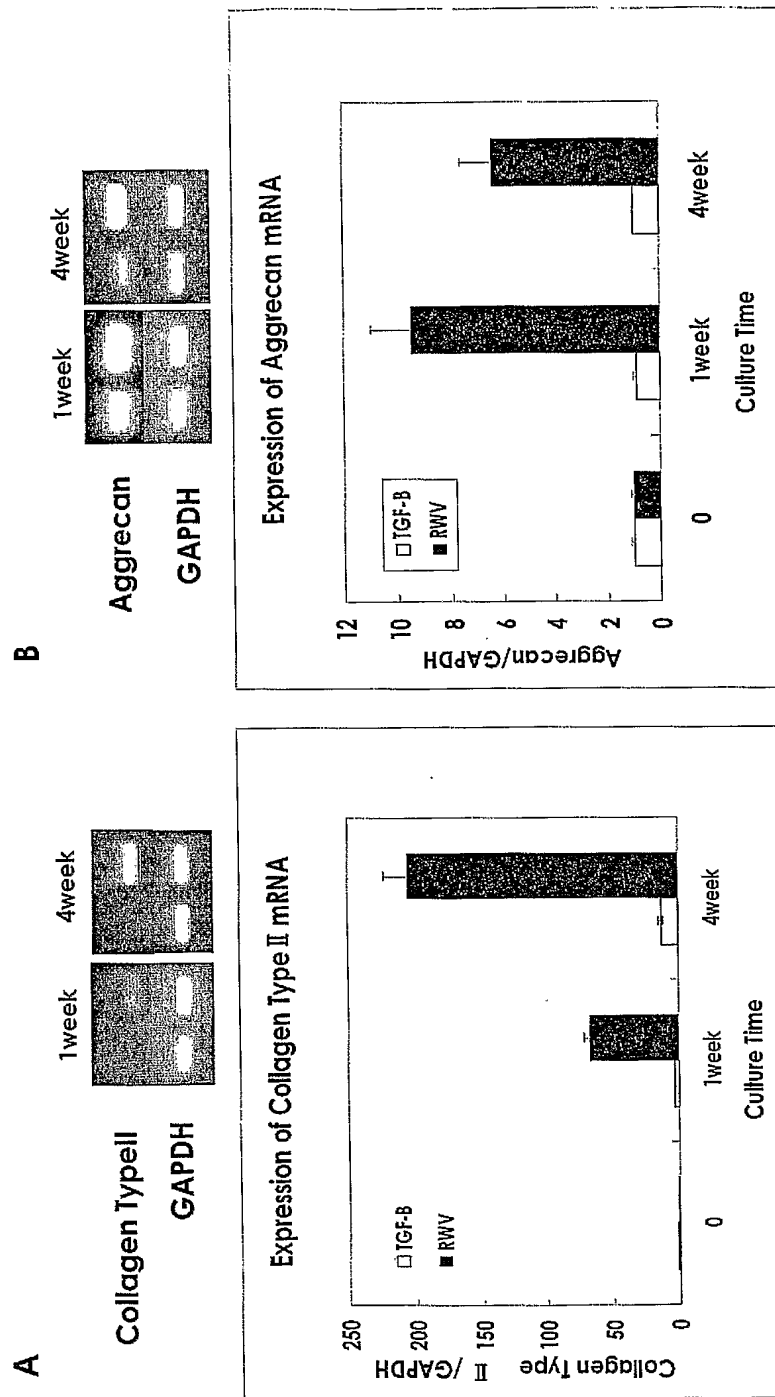 A
1week 4week
Collagen TypeII
GAPDH
Expression of Collagen Type II mRNA
TGF-B
RWV
Collagen Type
II /GAPDH
250
200
150
100
50
0
0 1week 4week
Culture Time
B
1week 4week
Aggrecan
GAPDH
Expression of Aggrecan mRNA
TGF-B
RWV
Aggrecan/GAPDH
12
10
8
6
4
2
0
0 1week 4week
Culture Time